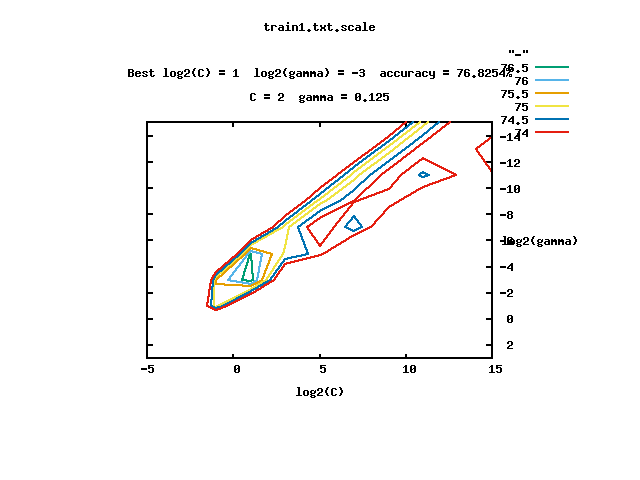 train1.txt.scale
"-"
Best log2(C) = 1 log2(gamma) = -3 accuracy = 76.8254%
C = 2 gamma = 0.125
76.5
76
75.5
75
74.5
74
-14
-12
-10
-8
-6
log2(gamma)
-4
-2
0
2
-5 0 5 10 15
log2(C)